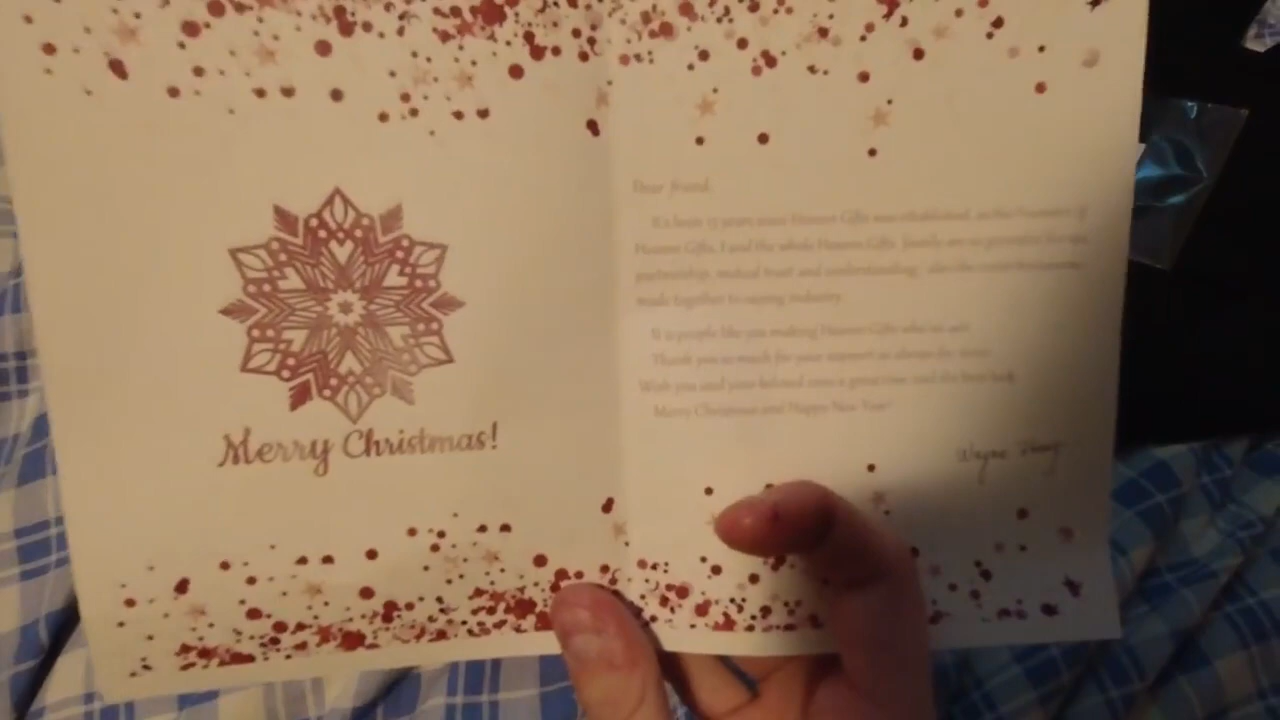 Merry Christmas!
Dear friend,
It's been 15 years since Heaven Gifts was established, as the founder of
Heaven Gifts, I and the whole Heaven Gifts family are so
partnership, mutual trust and understanding, also the
made together to vaping industry.
It is people like you making Heaven Gifts who we are.
Thank you so much for your support as always
Wish you and your beloved ones a great time and the best luck
Merry Christmas and Happy New Year!
Wayne